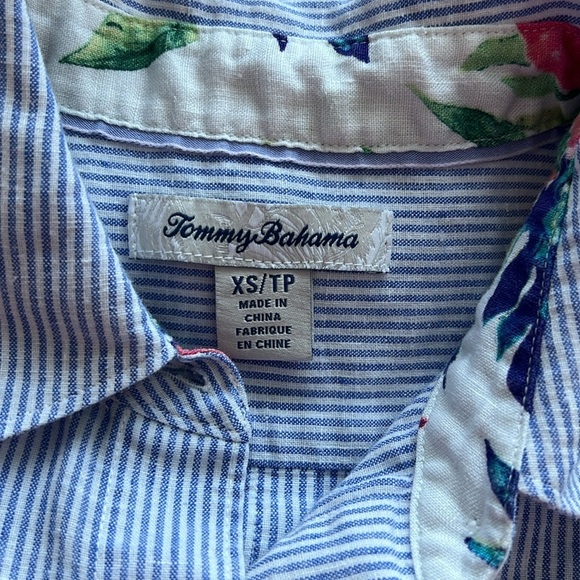 Tommy Bahama
XS/TP
MADE IN
CHINA
FABRIQUE
EN CHINE